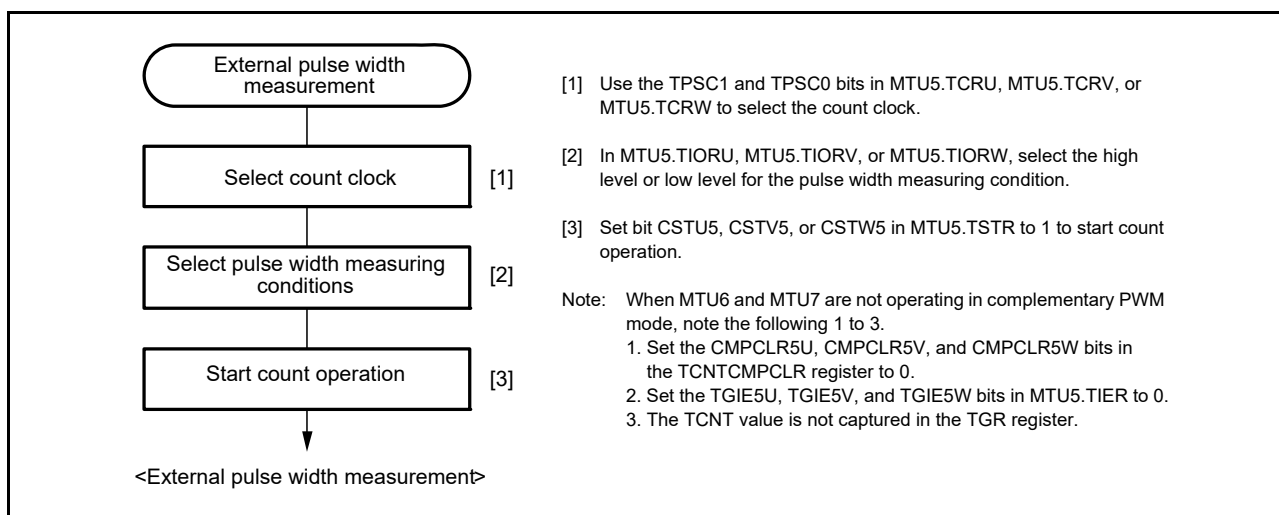 External pulse width
measurement
Select count clock
[1]
Select pulse width measuring
conditions
[2]
Start count operation
[3]
<External pulse width measurement>
[1] Use the TPSC1 and TPSC0 bits in MTU5.TCRU, MTU5.TCRV, or
MTU5.TCRW to select the count clock.
[2] In MTU5.TIORU, MTU5.TIORV, or MTU5.TIORW, select the high
level or low level for the pulse width measuring condition.
[3] Set bit CSTU5, CSTV5, or CSTW5 in MTU5.TSTR to 1 to start count
operation.
Note: When MTU6 and MTU7 are not operating in complementary PWM
mode, note the following 1 to 3.
1. Set the CMPCLR5U, CMPCLR5V, and CMPCLR5W bits in
the TCNTCMPCLR register to 0.
2. Set the TGIE5U, TGIE5V, and TGIE5W bits in MTU5.TIER to 0.
3. The TCNT value is not captured in the TGR register.